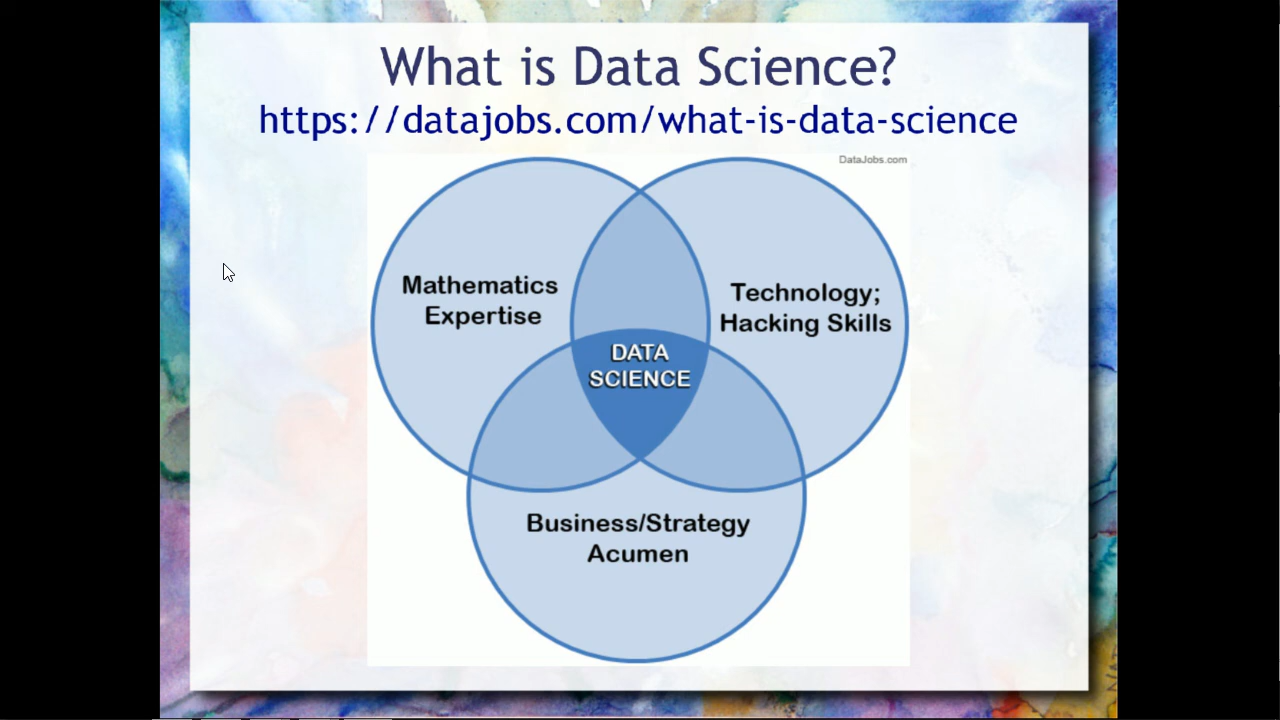 What is Data Science?
https://datajobs.com/what-is-data-science
DataJobs.com
Mathematics
Expertise
Technology;
Hacking Skills
DATA
SCIENCE
Business/Strategy
Acumen